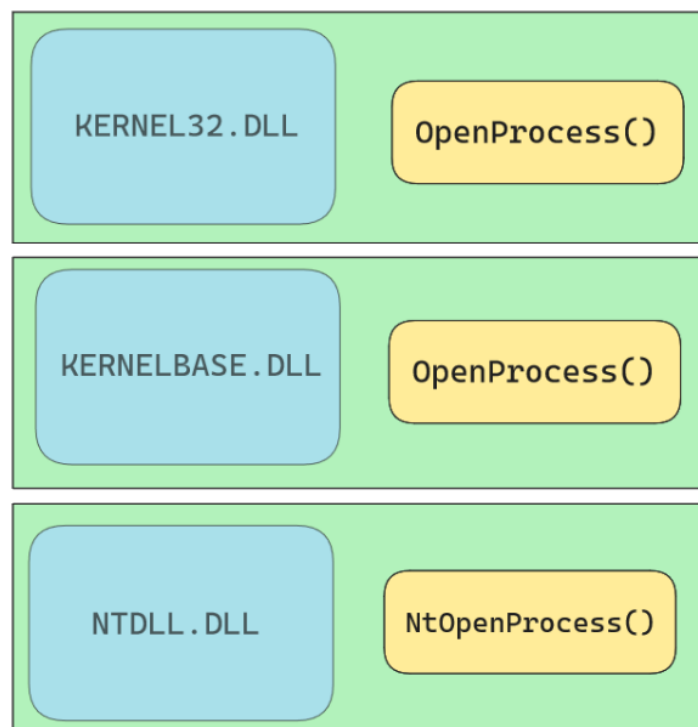 KERNEL32.DLL
OpenProcess()
KERNELBASE.DLL
OpenProcess()
NTDLL.DLL
NtOpenProcess()